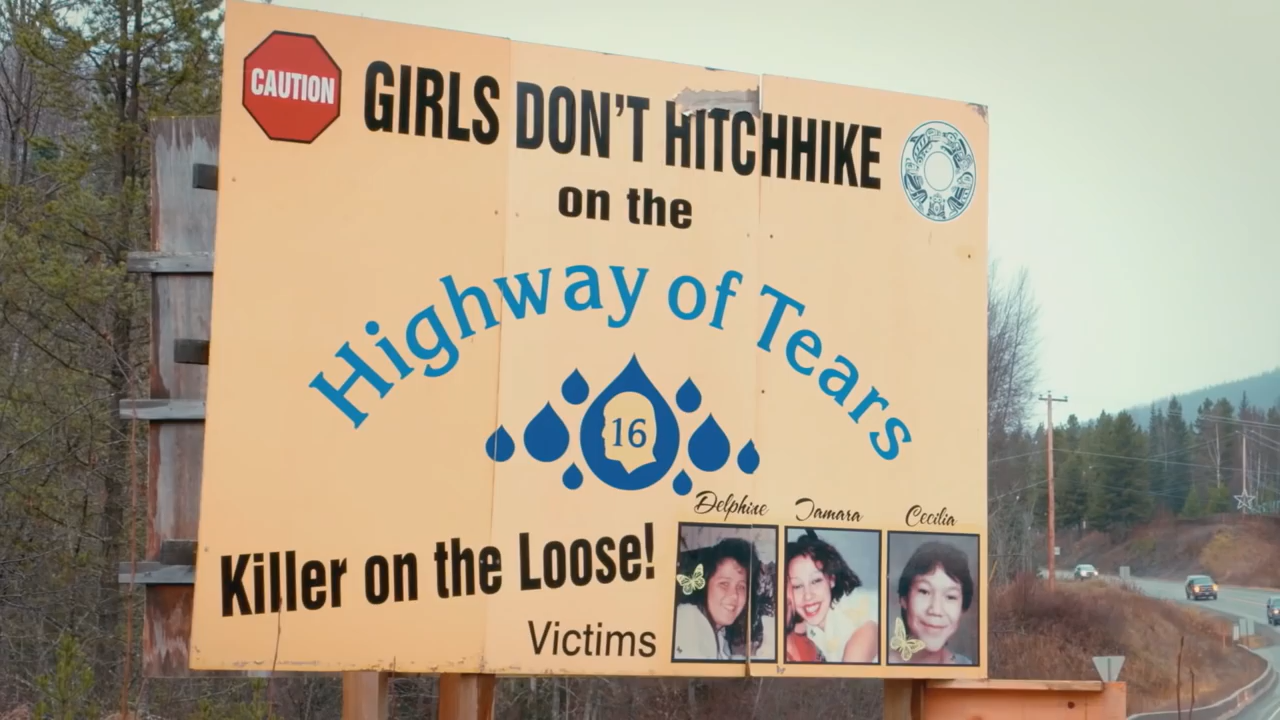 CAUTION
GIRLS DON'T HITCHHIKE
on the
Highway of Tears
16
Delphine Tamara Cecilia
Killer on the Loose!
Victims